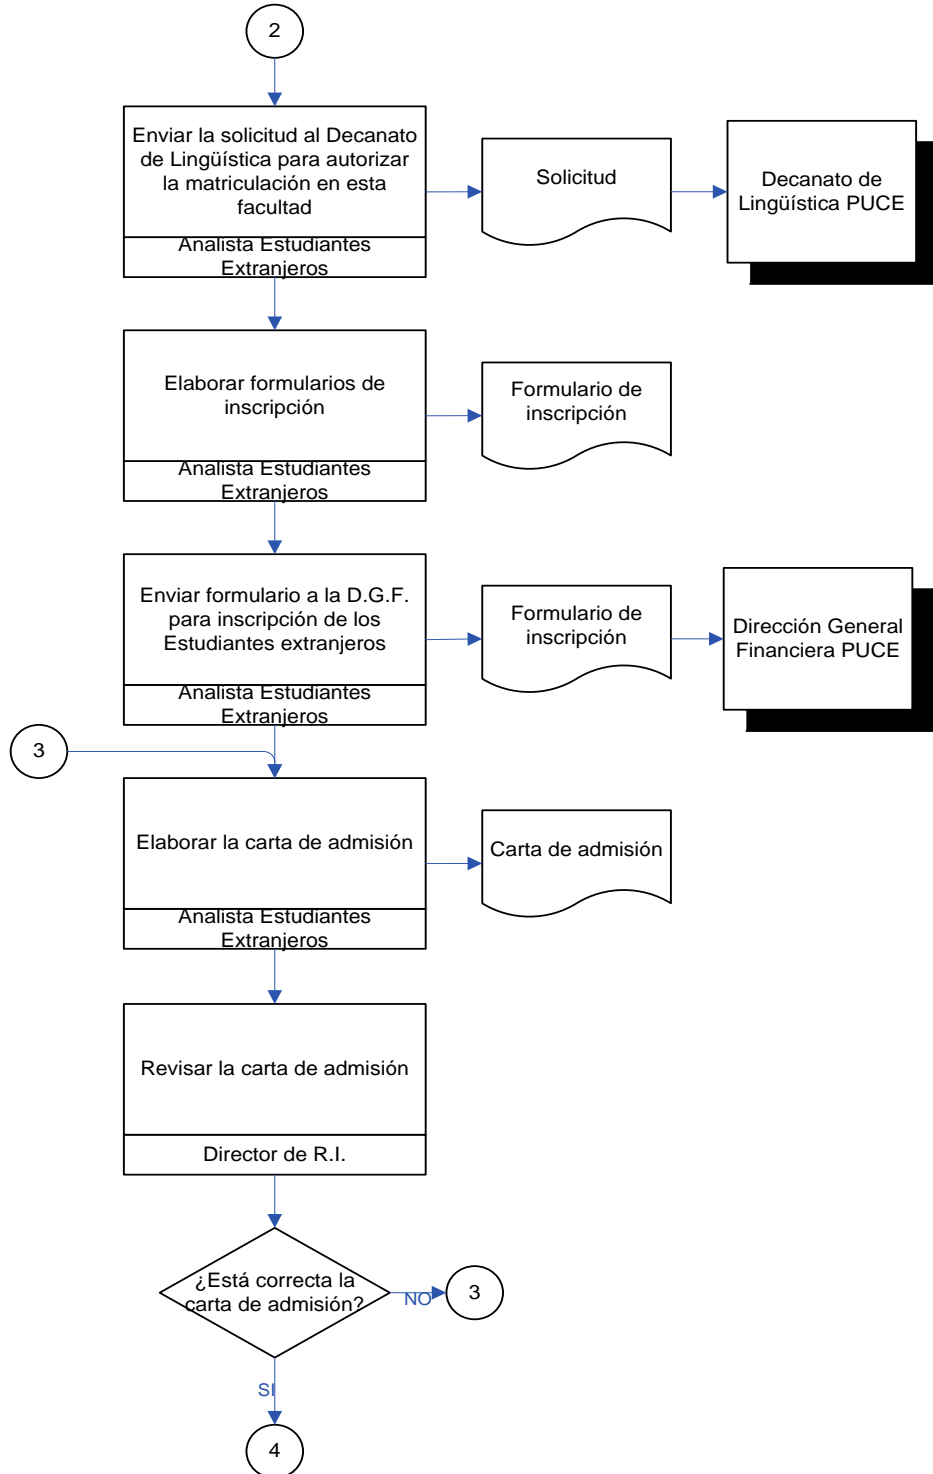 2
Enviar la solicitud al Decanato
de Lingüística para autorizar
la matriculación en esta
facultad
Analista Estudiantes
Extranjeros
Solicitud
Decanato de
Lingüística PUCE
Elaborar formularios de
inscripción
Analista Estudiantes
Extranjeros
Formulario de
inscripción
Enviar formulario a la D.G.F.
para inscripción de los
Estudiantes extranjeros
Analista Estudiantes
Extranjeros
Formulario de
inscripción
Dirección General
Financiera PUCE
3
Elaborar la carta de admisión
Analista Estudiantes
Extranjeros
Carta de admisión
Revisar la carta de admisión
Director de R.I.
¿Está correcta la
carta de admisión?
NO
3
SI
4